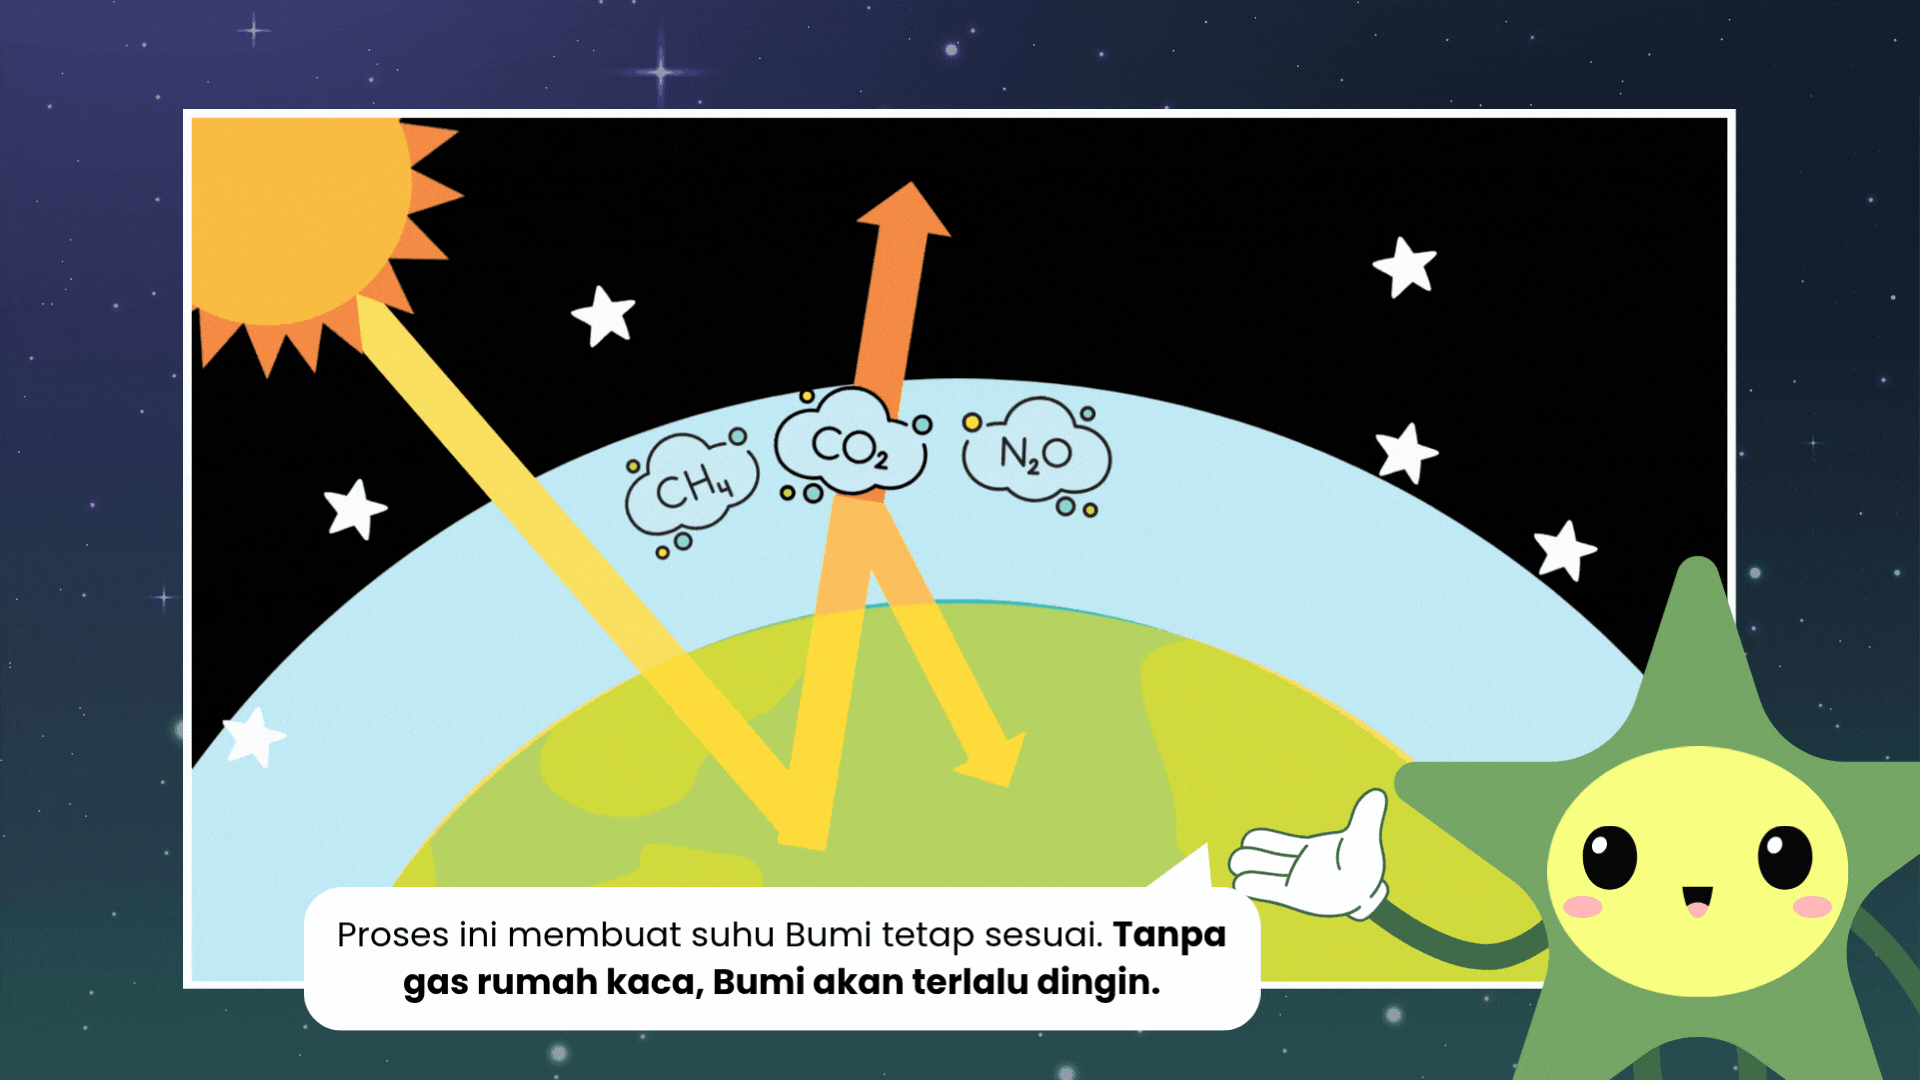 CH₄
CO₂
N₂O
Proses ini membuat suhu Bumi tetap sesuai. Tanpa
gas rumah kaca, Bumi akan terlalu dingin.